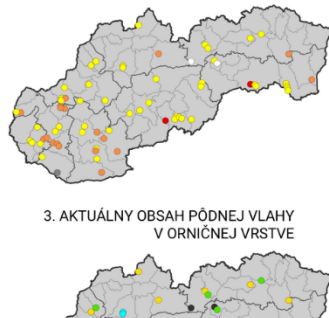 3. AKTUÁLNY OBSAH PÔDNEJ VLAHY
V ORNIČNEJ VRSTVE